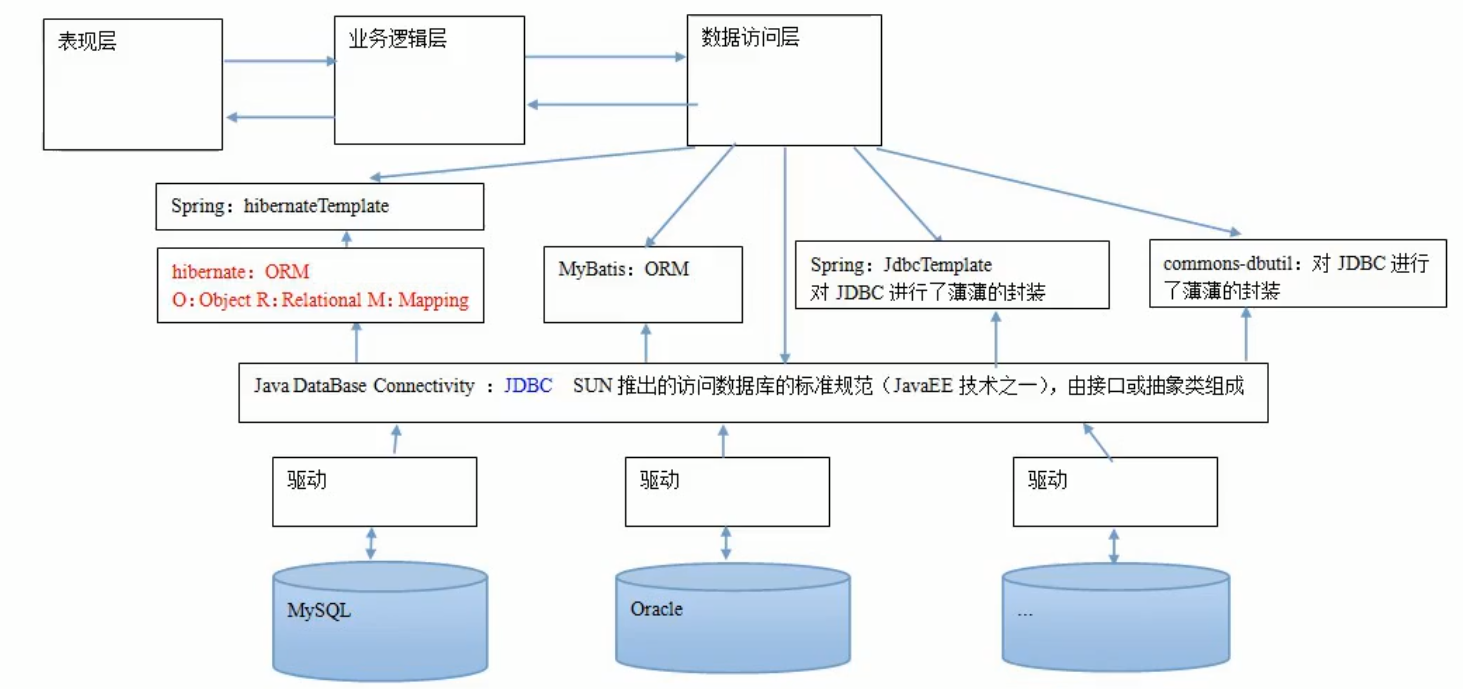 表现层
业务逻辑层
数据访问层
Spring：hibernateTemplate
hibernate：ORM
O：Object R：Relational M：Mapping
MyBatis：ORM
Spring：JdbcTemplate
对 JDBC 进行了薄薄的封装
commons-dbutil：对 JDBC 进行
了薄薄的封装
Java DataBase Connectivity ：JDBC SUN 推出的访问数据库的标准规范（JavaEE 技术之一），由接口或抽象类组成
驱动
驱动
驱动
MySQL
Oracle
...